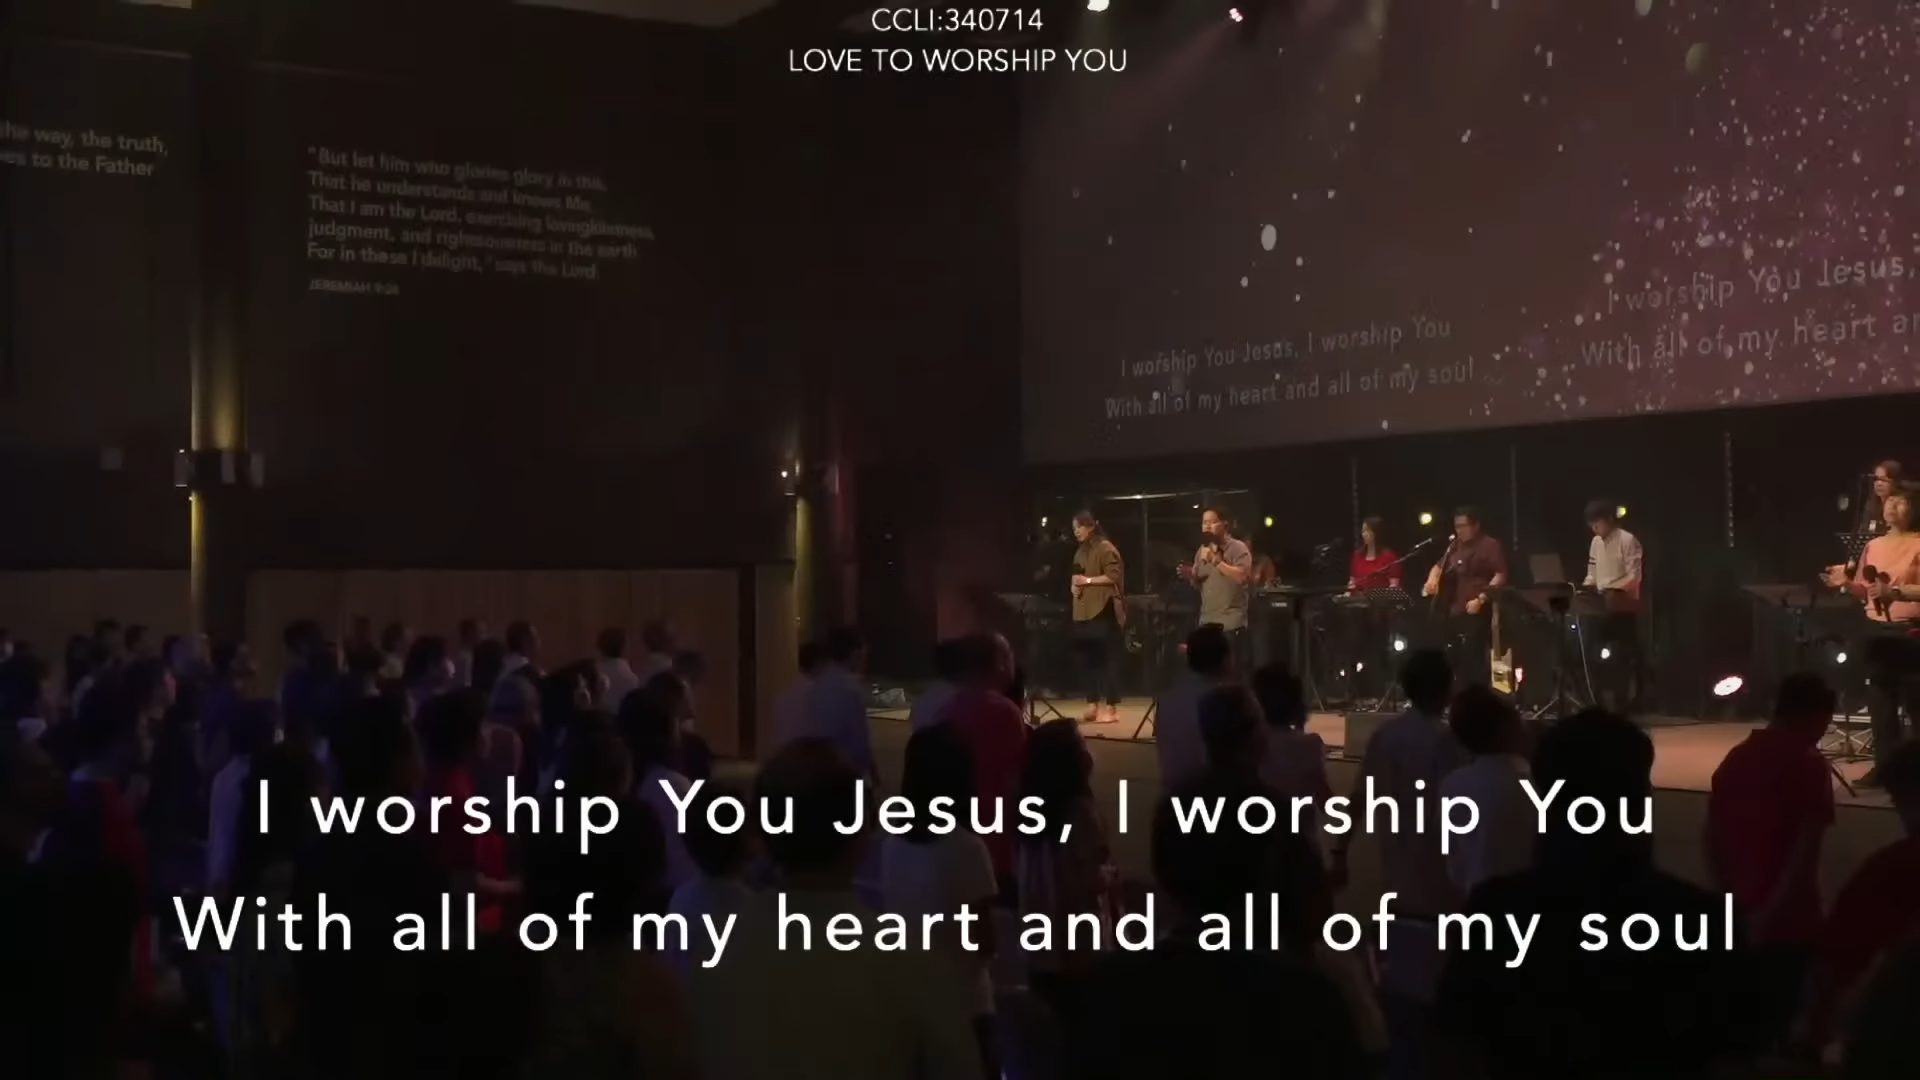 CCLI:340714
LOVE TO WORSHIP YOU
the way, the truth,
to the Father
"But let him who glories glory in this,
That he understands and knows Me,
That I am the Lord, exercising lovingkindness,
judgment, and righteousness in the earth
For in these I delight," says the Lord
JEREMIAH 9:24
I worship You Jesus, I worship You
With all of my heart and all of my soul
I worship You Jesus,
With all of my heart
I worship You Jesus, I worship You
With all of my heart and all of my soul